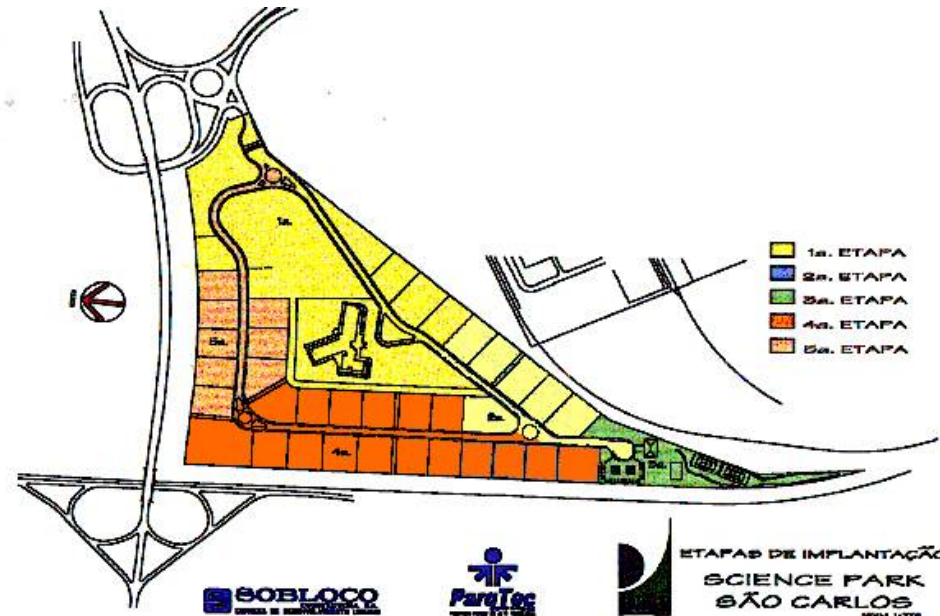 1a.
1a. ETAPA
2a. ETAPA
3a. ETAPA
4a. ETAPA
5a. ETAPA
5a.
2a.
4a.
3a.
SOBLOCO
ParqTec
ETAPAS DE IMPLANTAÇÃO
SCIENCE PARK
SÃO CARLOS